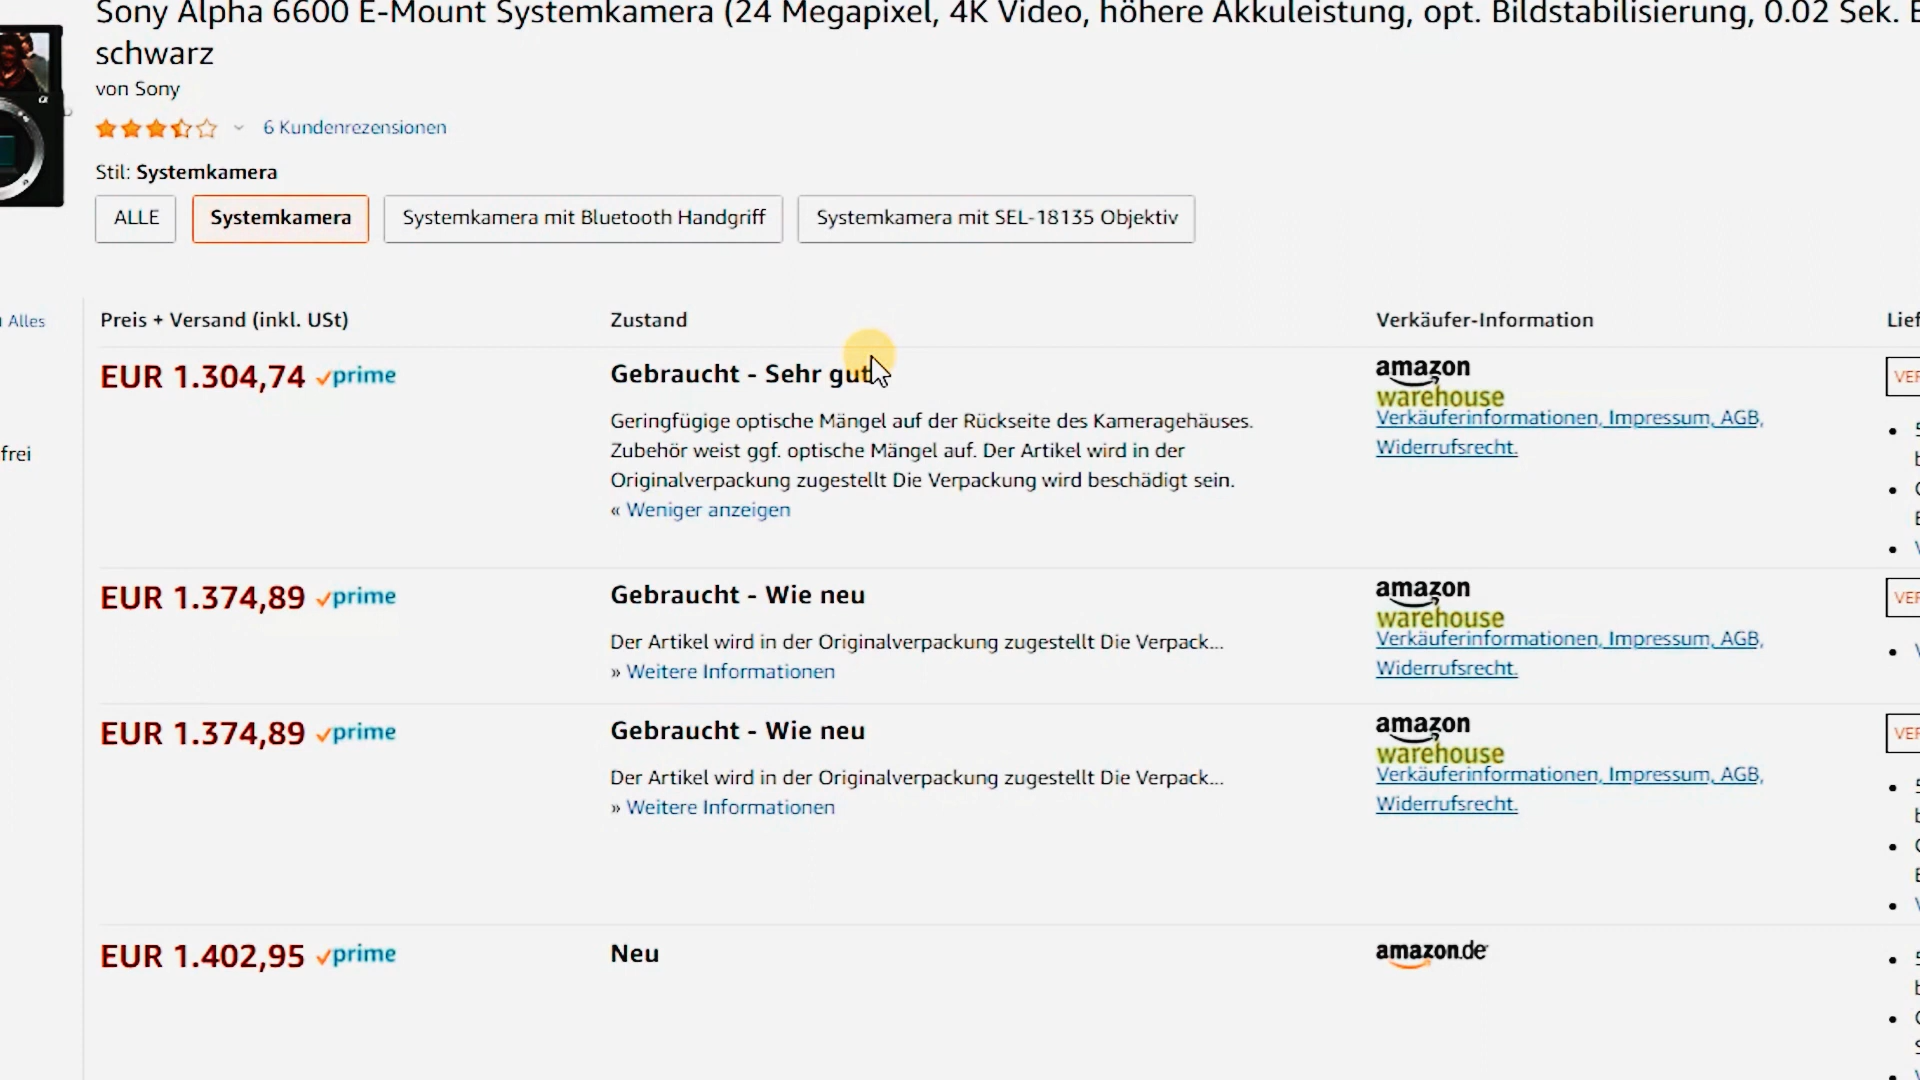 Sony Alpha 6600 E-Mount Systemkamera (24 Megapixel, 4K Video, höhere Akkuleistung, opt. Bildstabilisierung, 0.02 Sek.
schwarz
von Sony
6 Kundenrezensionen
Stil: Systemkamera
ALLE
Systemkamera
Systemkamera mit Bluetooth Handgriff
Systemkamera mit SEL-18135 Objektiv
Alles
frei
Preis + Versand (inkl. USt)
Zustand
Verkäufer-Information
EUR 1.304,74 prime
Gebraucht - Sehr gut
Geringfügige optische Mängel auf der Rückseite des Kameragehäuses.
Zubehör weist ggf. optische Mängel auf. Der Artikel wird in der
Originalverpackung zugestellt Die Verpackung wird beschädigt sein.
« Weniger anzeigen
amazon
warehouse
Verkäuferinformationen, Impressum, AGB,
Widerrufsrecht.
EUR 1.374,89 prime
Gebraucht - Wie neu
Der Artikel wird in der Originalverpackung zugestellt Die Verpack...
» Weitere Informationen
amazon
warehouse
Verkäuferinformationen, Impressum, AGB,
Widerrufsrecht.
EUR 1.374,89 prime
Gebraucht - Wie neu
Der Artikel wird in der Originalverpackung zugestellt Die Verpack...
» Weitere Informationen
amazon
warehouse
Verkäuferinformationen, Impressum, AGB,
Widerrufsrecht.
EUR 1.402,95 prime
Neu
amazon.de